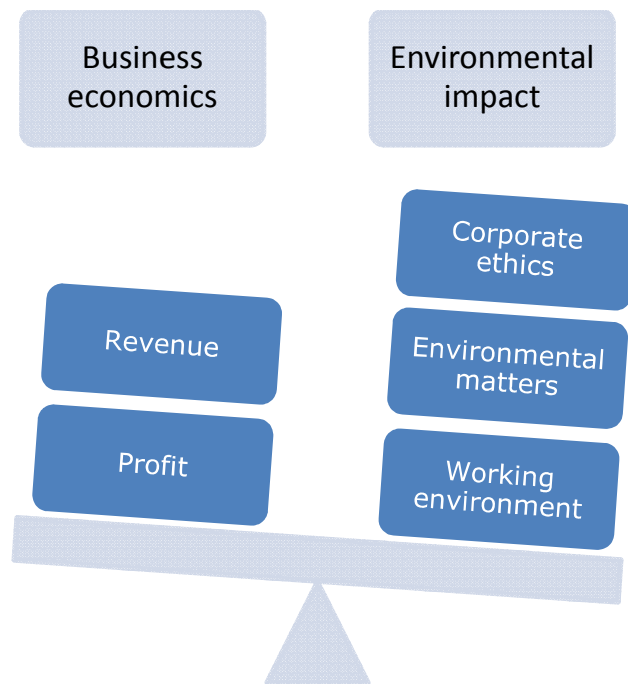 Business
economics
Environmental
impact
Corporate
ethics
Revenue
Environmental
matters
Profit
Working
environment